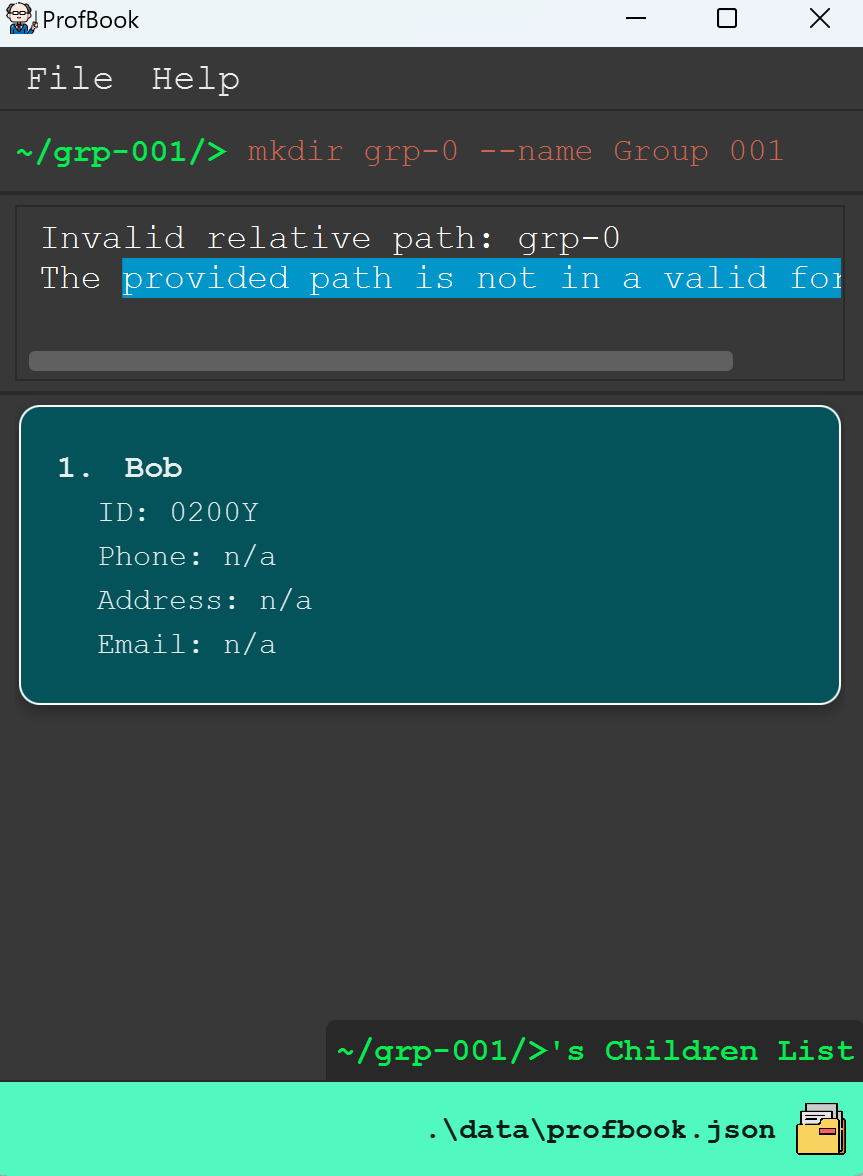 ProfBook
File Help
~/grp-001/> mkdir grp-0 --name Group 001
Invalid relative path: grp-0
The provided path is not in a valid for
1. Bob
ID: 0200Y
Phone: n/a
Address: n/a
Email: n/a
~/grp-001/>'s Children List
.\data\profbook.json